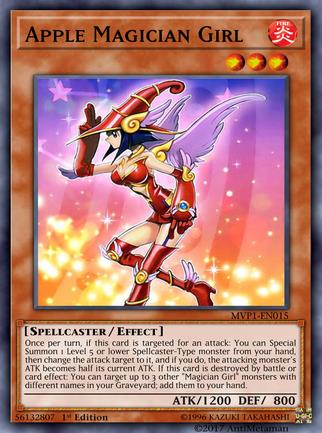 APPLE MAGICIAN GIRL
FIRE
炎
MVP1-EN015
[SPELLCASTER / EFFECT]
Once per turn, if this card is targeted for an attack: You can Special
Summon 1 Level 5 or lower Spellcaster-Type monster from your hand,
then change the attack target to it, and if you do, the attacking monster's
ATK becomes half its current ATK. If this card is destroyed by battle
or card effect: You can target up to 3 other "Magician Girl" monsters with
different names in your Graveyard; add them to your hand.
ATK/1200 DEF/ 800
56132807 1st Edition ©1996 KAZUKI TAKAHASHI
©2017 AntiMetaman